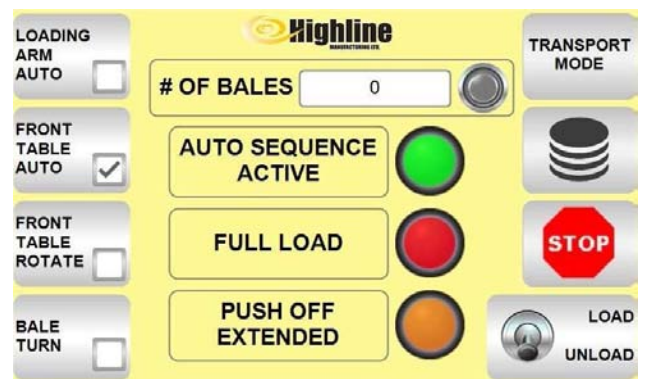 LOADING
ARM
AUTO
FRONT
TABLE
AUTO
FRONT
TABLE
ROTATE
BALE
TURN
Highline
MANUFACTURING LTD.
# OF BALES 0
AUTO SEQUENCE
ACTIVE
FULL LOAD
PUSH OFF
EXTENDED
TRANSPORT
MODE
STOP
LOAD
UNLOAD